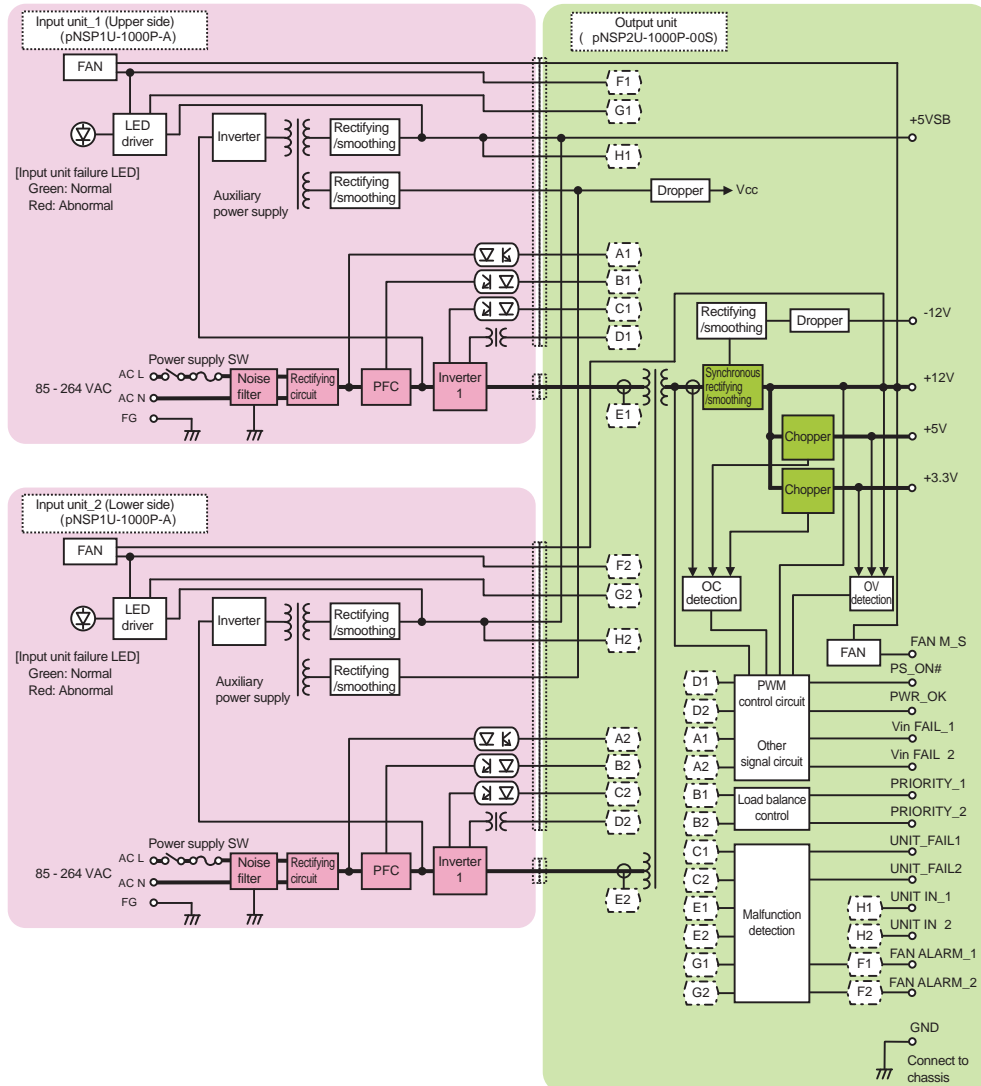 Input unit_1 (Upper side)
(pNSP1U-1000P-A)
FAN
LED
driver
[Input unit failure LED]
Green: Normal
Red: Abnormal
Inverter
Auxiliary
power supply
Rectifying
/smoothing
Rectifying
/smoothing
Power supply SW
85 - 264 VAC
AC L
AC N
FG
Noise
filter
Rectifying
circuit
PFC
Inverter
1
Input unit_2 (Lower side)
(pNSP1U-1000P-A)
FAN
LED
driver
[Input unit failure LED]
Green: Normal
Red: Abnormal
Inverter
Auxiliary
power supply
Rectifying
/smoothing
Rectifying
/smoothing
Power supply SW
85 - 264 VAC
AC L
AC N
FG
Noise
filter
Rectifying
circuit
PFC
Inverter
1
Output unit
( pNSP2U-1000P-00S)
F1
G1
H1
Dropper
Vcc
A1
B1
C1
D1
E1
F2
G2
H2
A2
B2
C2
D2
E2
Rectifying
/smoothing
Dropper
Synchronous
rectifying
/smoothing
Chopper
Chopper
OC
detection
OV
detection
FAN
+5VSB
-12V
+12V
+5V
+3.3V
FAN M_S
PS_ON#
PWR_OK
Vin FAIL_1
Vin FAIL 2
PRIORITY_1
PRIORITY_2
UNIT_FAIL1
UNIT_FAIL2
UNIT IN_1
UNIT IN 2
FAN ALARM_1
FAN ALARM_2
D1
D2
A1
A2
PWM
control circuit
Other
signal circuit
B1
B2
Load balance
control
C1
C2
E1
E2
G1
G2
Malfunction
detection
H1
H2
F1
F2
GND
Connect to
chassis